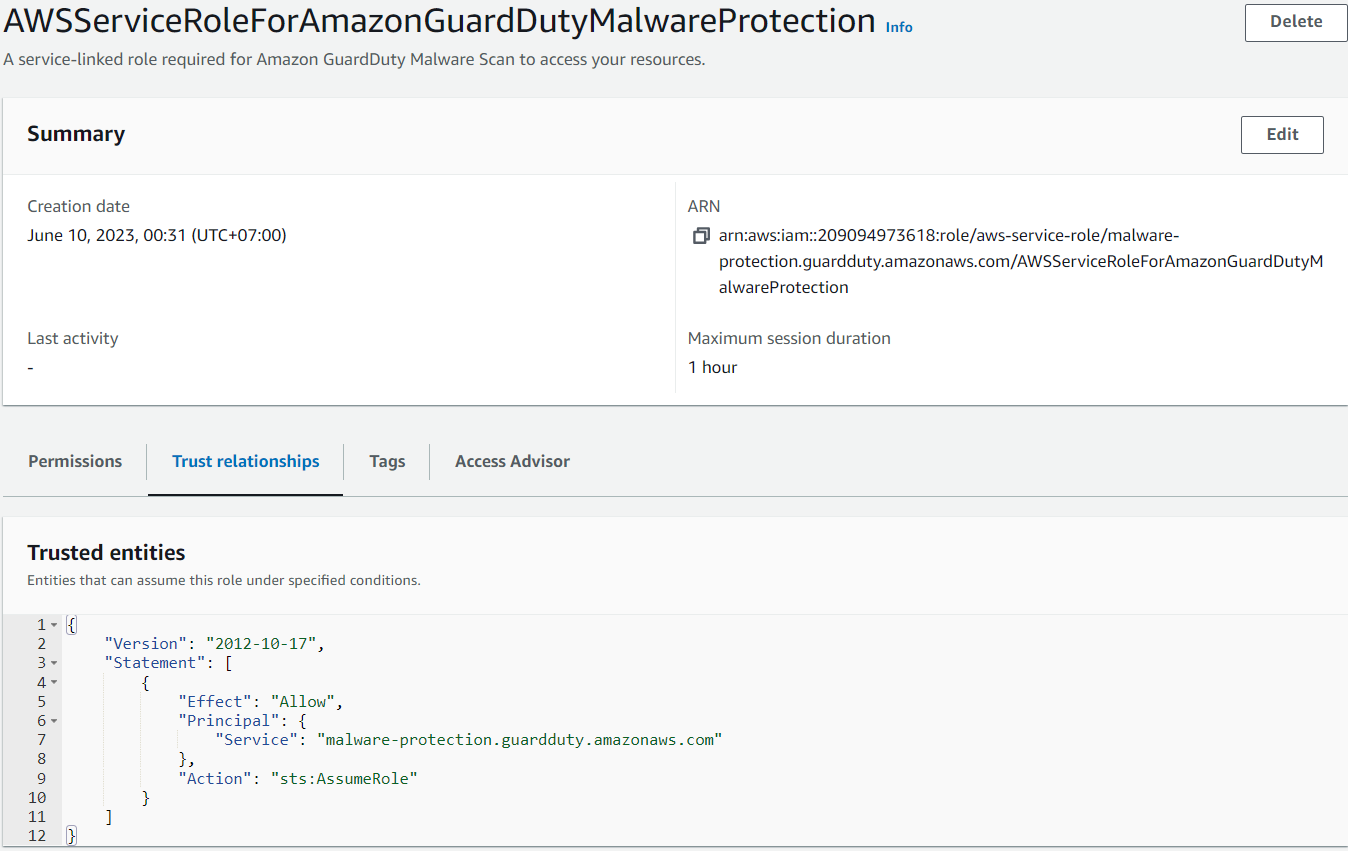 AWSServiceRoleForAmazonGuardDutyMalwareProtection Info
Delete
A service-linked role required for Amazon GuardDuty Malware Scan to access your resources.
Summary
Edit
Creation date
June 10, 2023, 00:31 (UTC+07:00)
ARN
arn:aws:iam::209094973618:role/aws-service-role/malware-
protection.guardduty.amazonaws.com/AWSServiceRoleForAmazonGuardDutyM
alwareProtection
Last activity
-
Maximum session duration
1 hour
Permissions
Trust relationships
Tags
Access Advisor
Trusted entities
Entities that can assume this role under specified conditions.
1 {
2 "Version": "2012-10-17",
3 "Statement": [
4 {
5 "Effect": "Allow",
6 "Principal": {
7 "Service": "malware-protection.guardduty.amazonaws.com"
8 },
9 "Action": "sts:AssumeRole"
10 }
11 ]
12 }